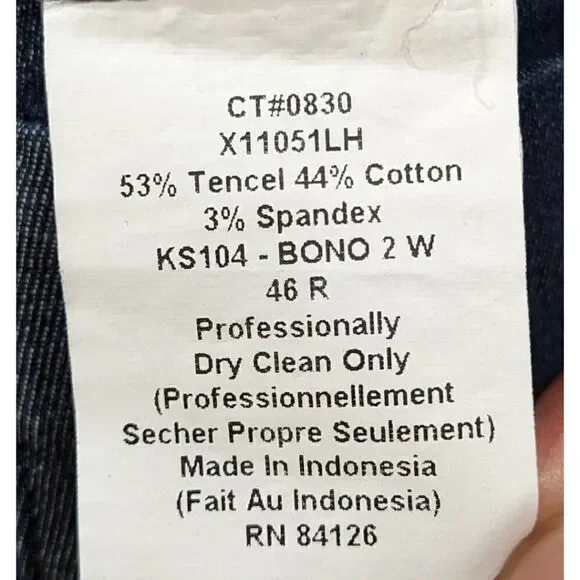 CT#0830
X11051LH
53% Tencel 44% Cotton
3% Spandex
KS104 - BONO 2 W
46 R
Professionally
Dry Clean Only
(Professionnellement
Secher Propre Seulement)
Made In Indonesia
(Fait Au Indonesia)
RN 84126